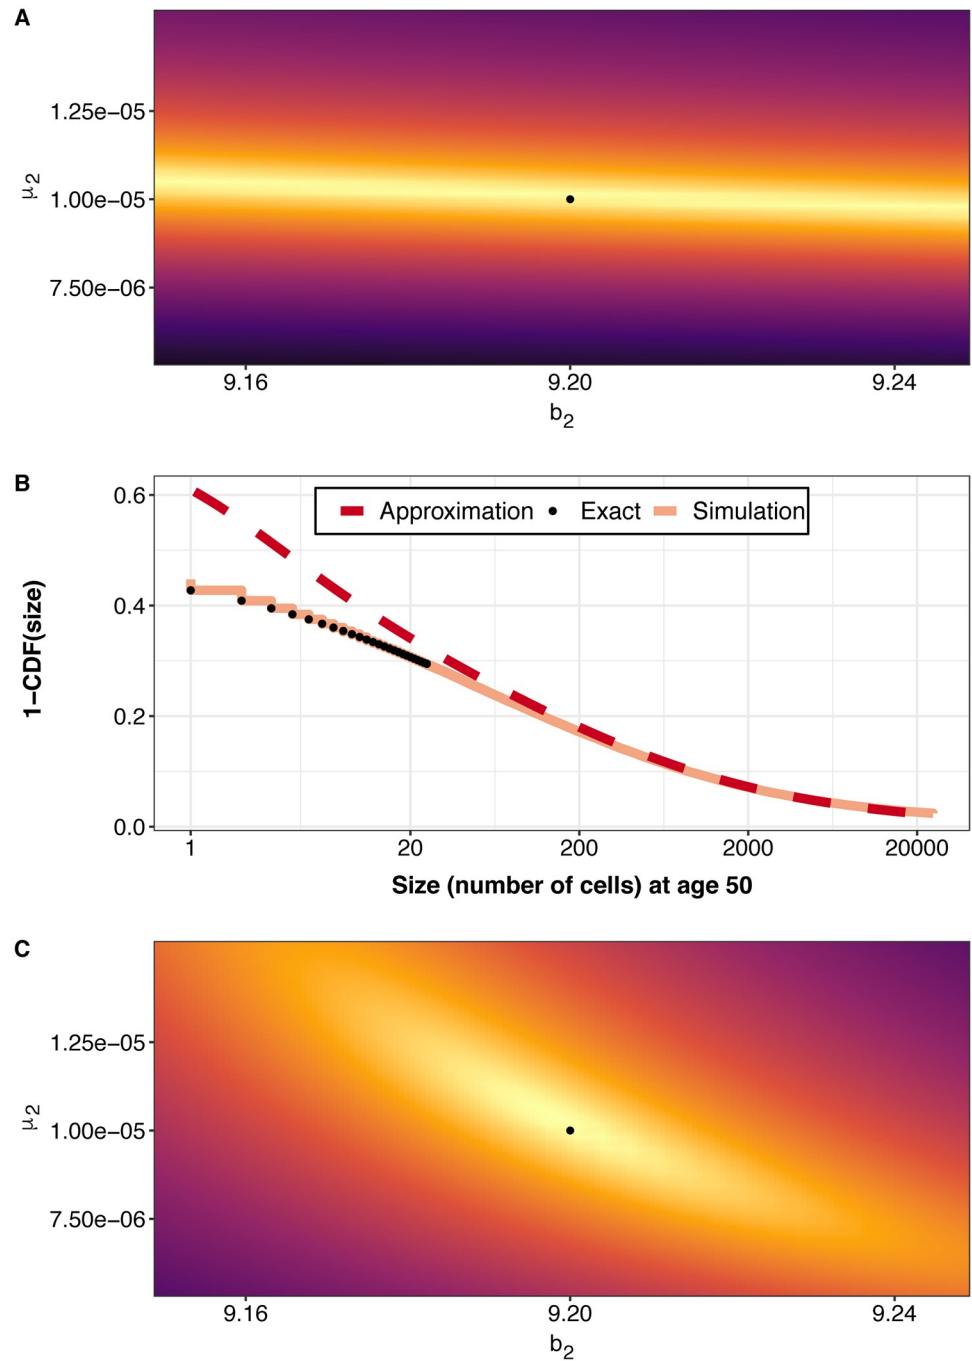 A
μ2
1.25e−05
1.00e−05
7.50e−06
9.16 9.20 9.24
b2
B
1−CDF(size)
0.6
0.4
0.2
0.0
Approximation Exact Simulation
1 20 200 2000 20000
Size (number of cells) at age 50
C
μ2
1.25e−05
1.00e−05
7.50e−06
9.16 9.20 9.24
b2